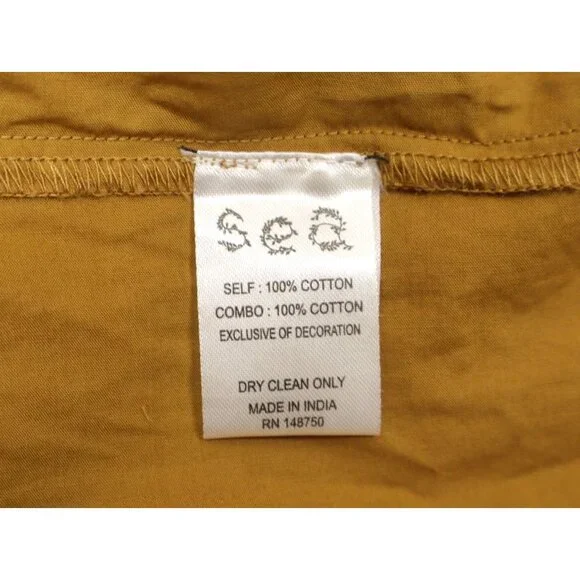 Sea
SELF : 100% COTTON
COMBO : 100% COTTON
EXCLUSIVE OF DECORATION
DRY CLEAN ONLY
MADE IN INDIA
RN 148750